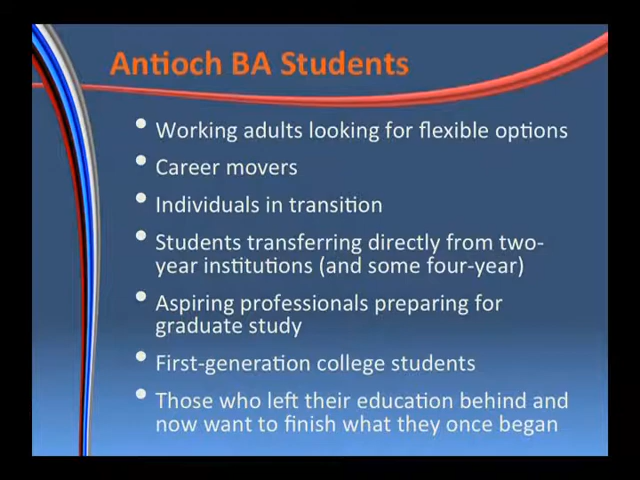 Antioch BA Students
• Working adults looking for flexible options
• Career movers
• Individuals in transition
• Students transferring directly from two-
year institutions (and some four-year)
• Aspiring professionals preparing for
graduate study
• First-generation college students
• Those who left their education behind and
now want to finish what they once began